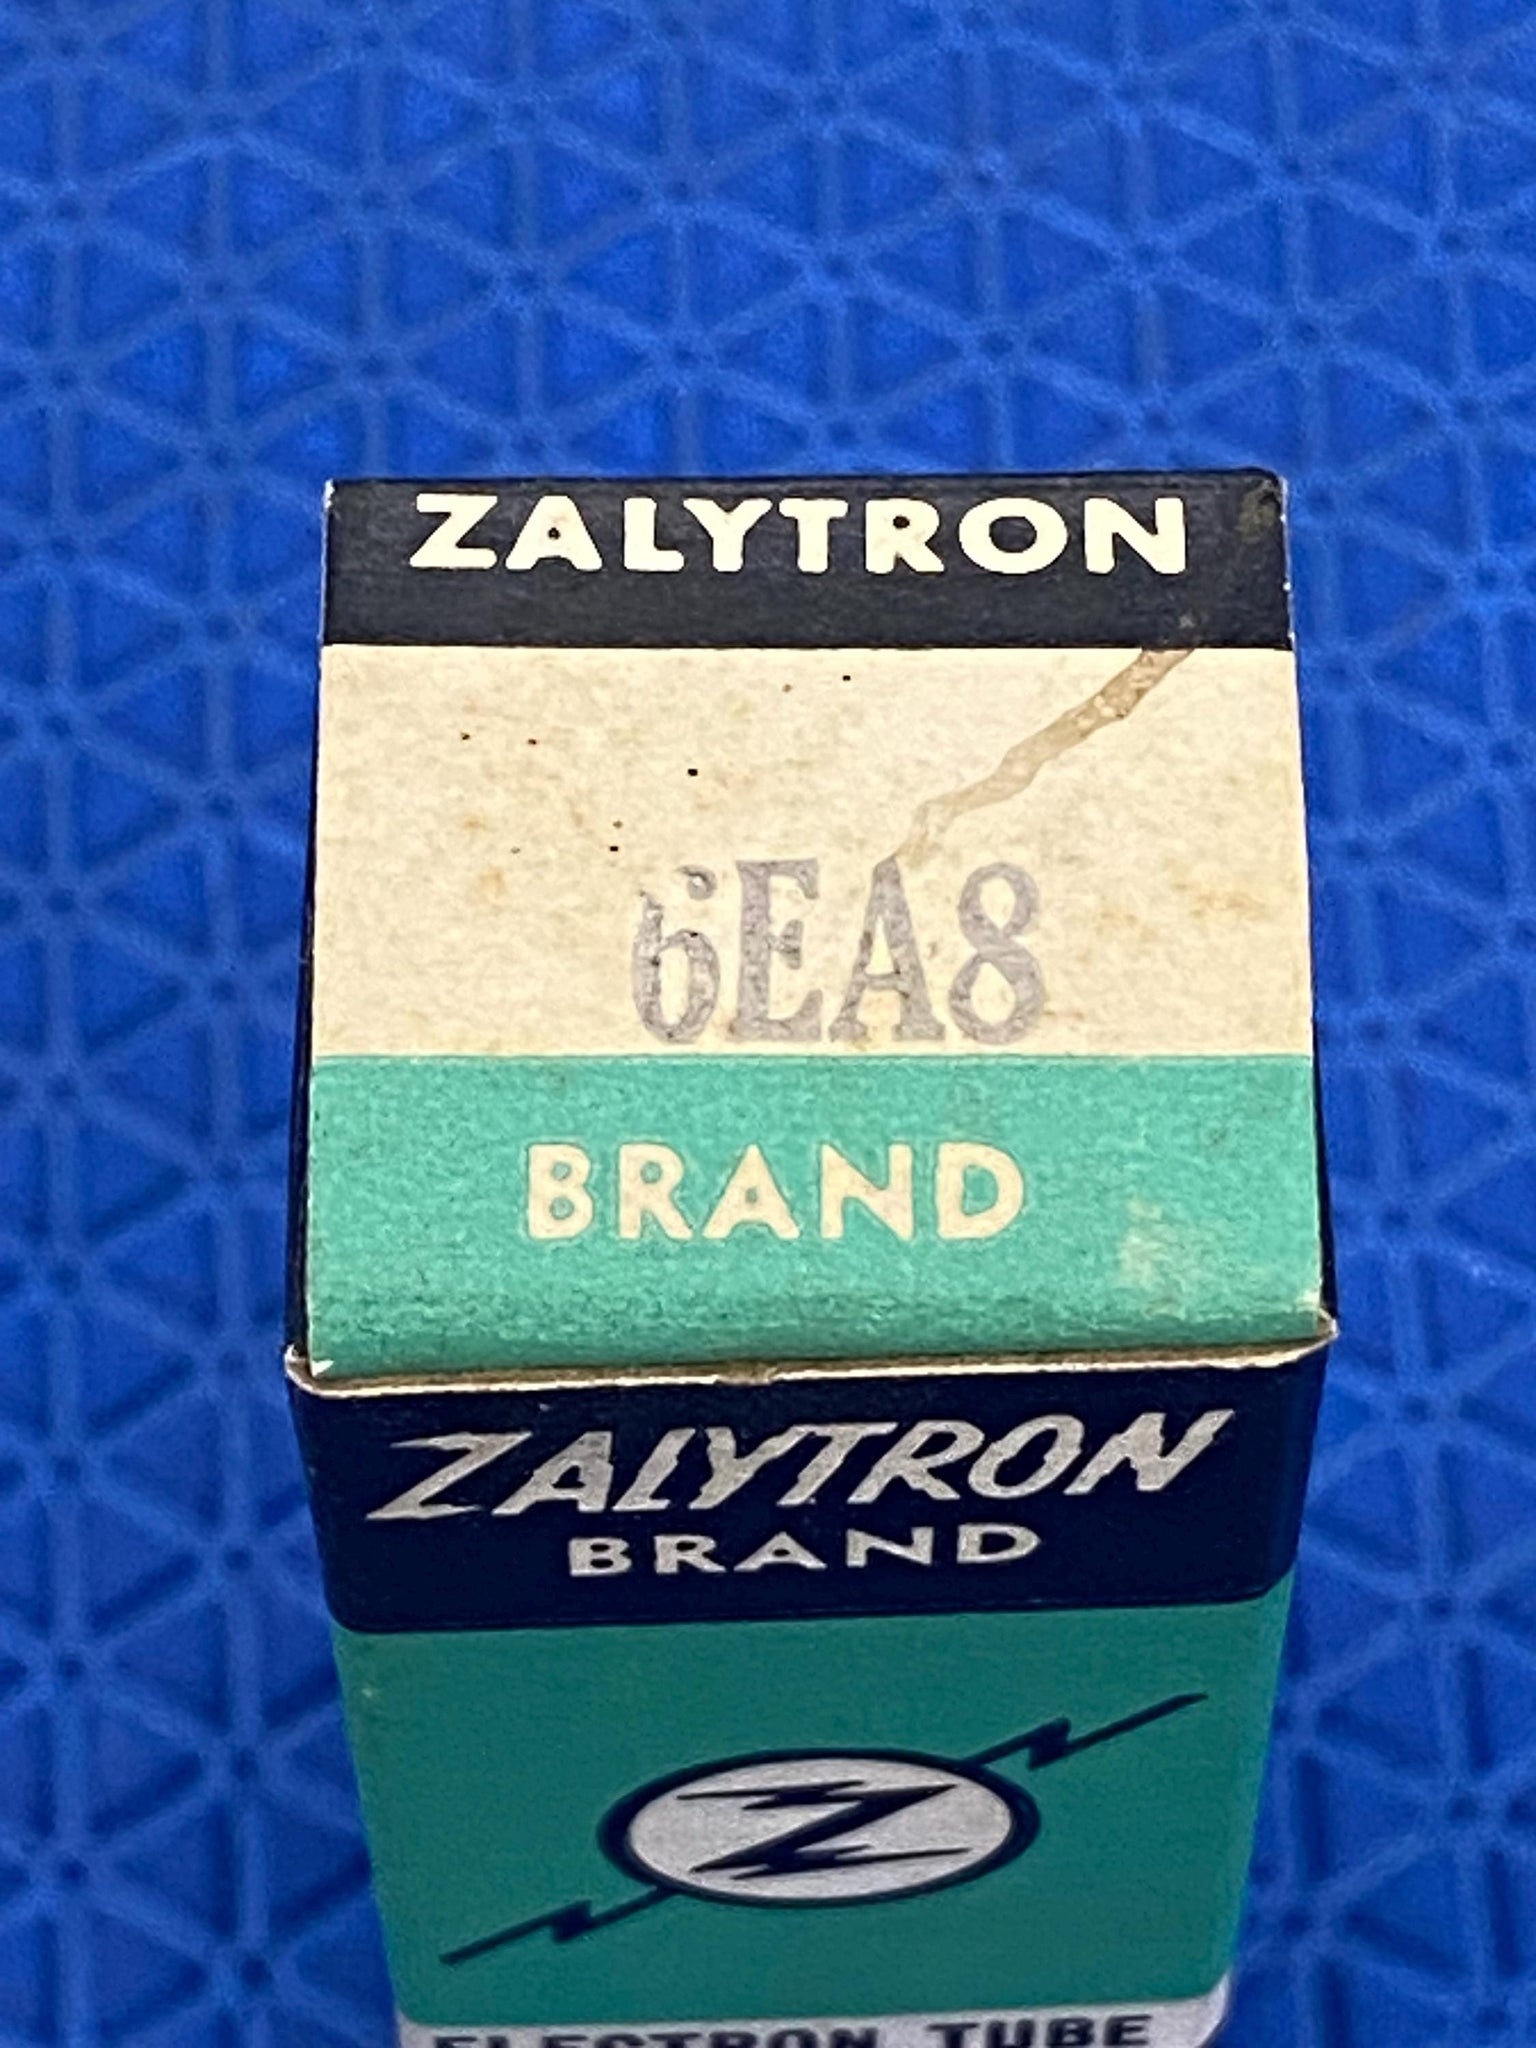 ZALYTRON
6EA8
BRAND
ZALYTRON
BRAND
Z
ELECTRON TUBE